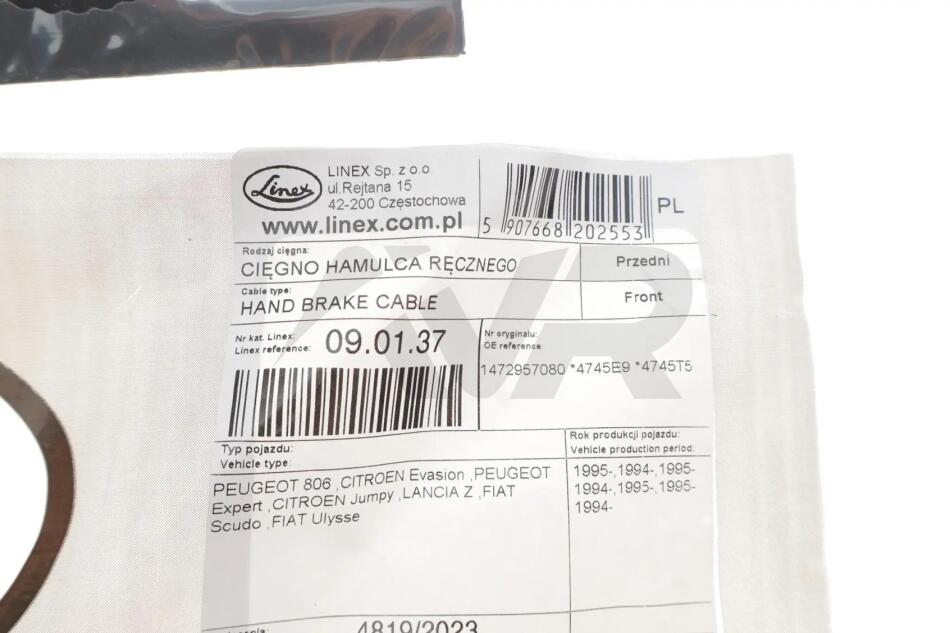 Linex
LINEX Sp. z o.o.
ul.Rejtana 15
42-200 Częstochowa
www.linex.com.pl
5 907668 202553
PL
Rodzaj cięgna:
CIĘGNO HAMULCA RĘCZNEGO
Przedni
Cable type:
HAND BRAKE CABLE
Front
Nr kat. Linex:
Linex reference:
09.01.37
Nr oryginału:
OE reference:
1472957080 *4745E9 *4745T5
Typ pojazdu:
Vehicle type:
Rok produkcji pojazdu:
Vehicle production period:
PEUGEOT 806 ,CITROEN Evasion ,PEUGEOT
Expert ,CITROEN Jumpy ,LANCIA Z ,FIAT
Scudo ,FIAT Ulysse
1995-,1994-,1995-
1994-,1995-,1995-
1994-
4819/2023